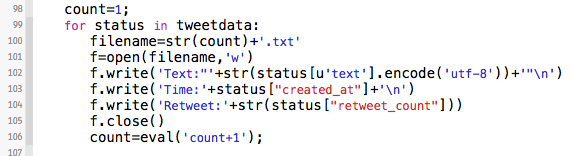 98 count=1;
99 for status in tweetdata:
100 filename=str(count)+'.txt'
101 f=open(filename,'w')
102 f.write('Text:"'+str(status[u'text'].encode('utf-8'))+'"\n')
103 f.write('Time:'+status["created_at"]+'\n')
104 f.write('Retweet:'+str(status["retweet_count"]))
105 f.close()
106 count=eval('count+1');
107